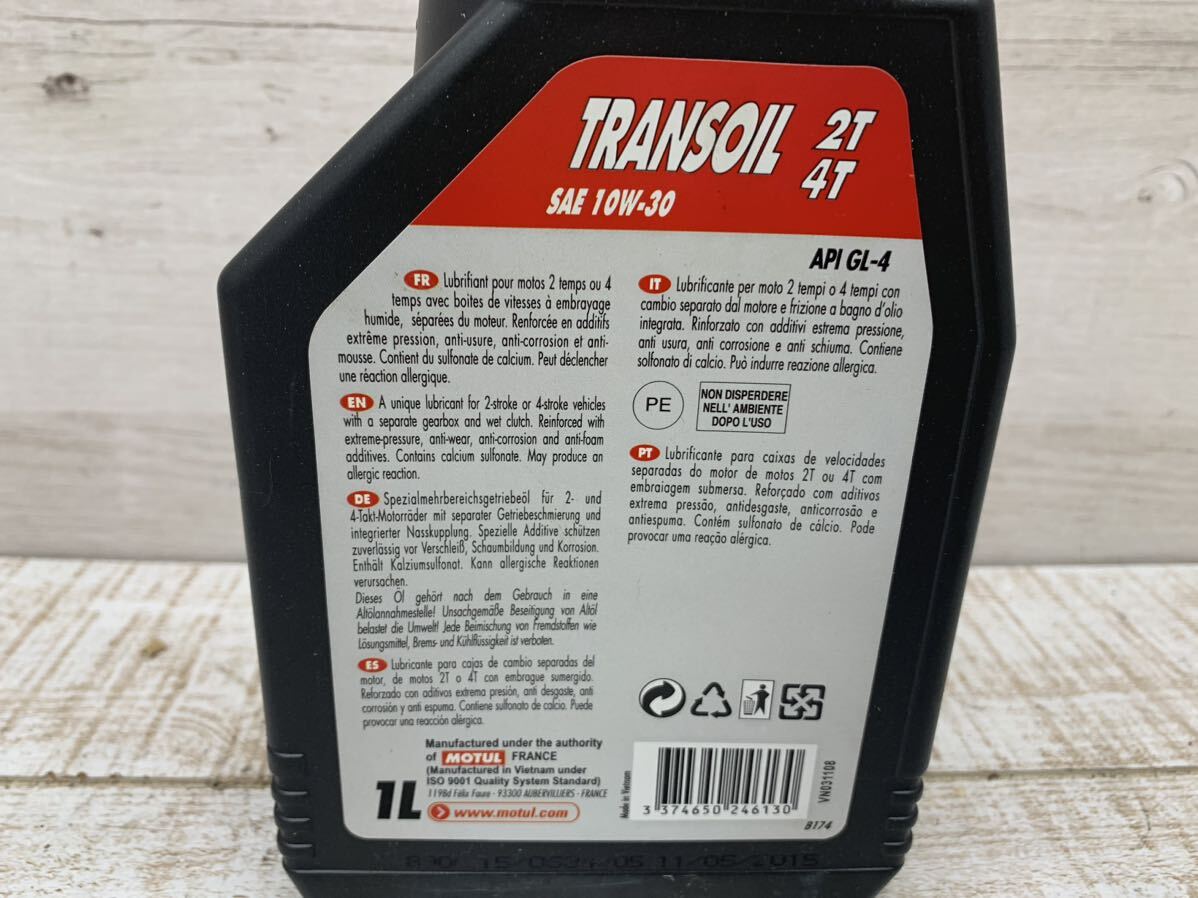 TRANSOIL 2T
4T
SAE 10W-30
API GL-4
FR Lubrifiant pour motos 2 temps ou 4
temps avec boites de vitesses à embrayage
humide, séparées du moteur. Renforcée en additifs
extrême pression, anti-usure, anti-corrosion et anti-
mousse. Contient du sulfonate de calcium. Peut déclencher
une réaction allergique.
EN A unique lubricant for 2-stroke or 4-stroke vehicles
with a separate gearbox and wet clutch. Reinforced with
extreme-pressure, anti-wear, anti-corrosion and anti-foam
additives. Contains calcium sulfonate. May produce an
allergic reaction.
DE Spezialmehrbereichsgetriebeöl für 2- und
4-Takt-Motorräder mit separater Getriebeschmierung und
integrierter Nasskupplung. Spezielle Additive schützen
zuverlässig vor Verschleiß, Schaumbildung und Korrosion.
Enthält Kalziumsulfonat. Kann allergische Reaktionen
verursachen.
Dieses Öl gehört nach dem Gebrauch in eine
Altölannahmestelle! Unsachgemäße Beseitigung von Altöl
belastet die Umwelt! Jede Beimischung von Fremdstoffen wie
Lösungsmittel, Brems- und Kühlflüssigkeit ist verboten.
ES Lubricante para cajas de cambio separadas del
motor, de motos 2T o 4T con embrague sumergido.
Reforzado con aditivos extrema presión, anti desgaste, anti
corrosión y anti espuma. Contiene sulfonato de calcio. Puede
provocar una reacción alérgica.
IT Lubrificante per moto 2 tempi o 4 tempi con
cambio separato dal motore e frizione a bagno d'olio
integrata. Rinforzato con additivi estrema pressione,
anti usura, anti corrosione e anti schiuma. Contiene
solfonato di calcio. Può indurre reazione allergica.
PE
NON DISPERDERE
NELL' AMBIENTE
DOPO L'USO
PT Lubrificante para caixas de velocidades
separadas do motor de motos 2T ou 4T com
embraiagem submersa. Reforçado com aditivos
extrema pressão, antidesgaste, anticorrosão e
antiespuma. Contém sulfonato de cálcio. Pode
provocar uma reação alérgica.
1L
Manufactured under the authority
of MOTUL FRANCE
(Manufactured in Vietnam under
ISO 9001 Quality System Standard)
119Bd Félix Faure - 93300 AUBERVILLIERS - FRANCE
www.motul.com
Made in Vietnam
3 374650 246130
VN031108
8174
11/05/2015